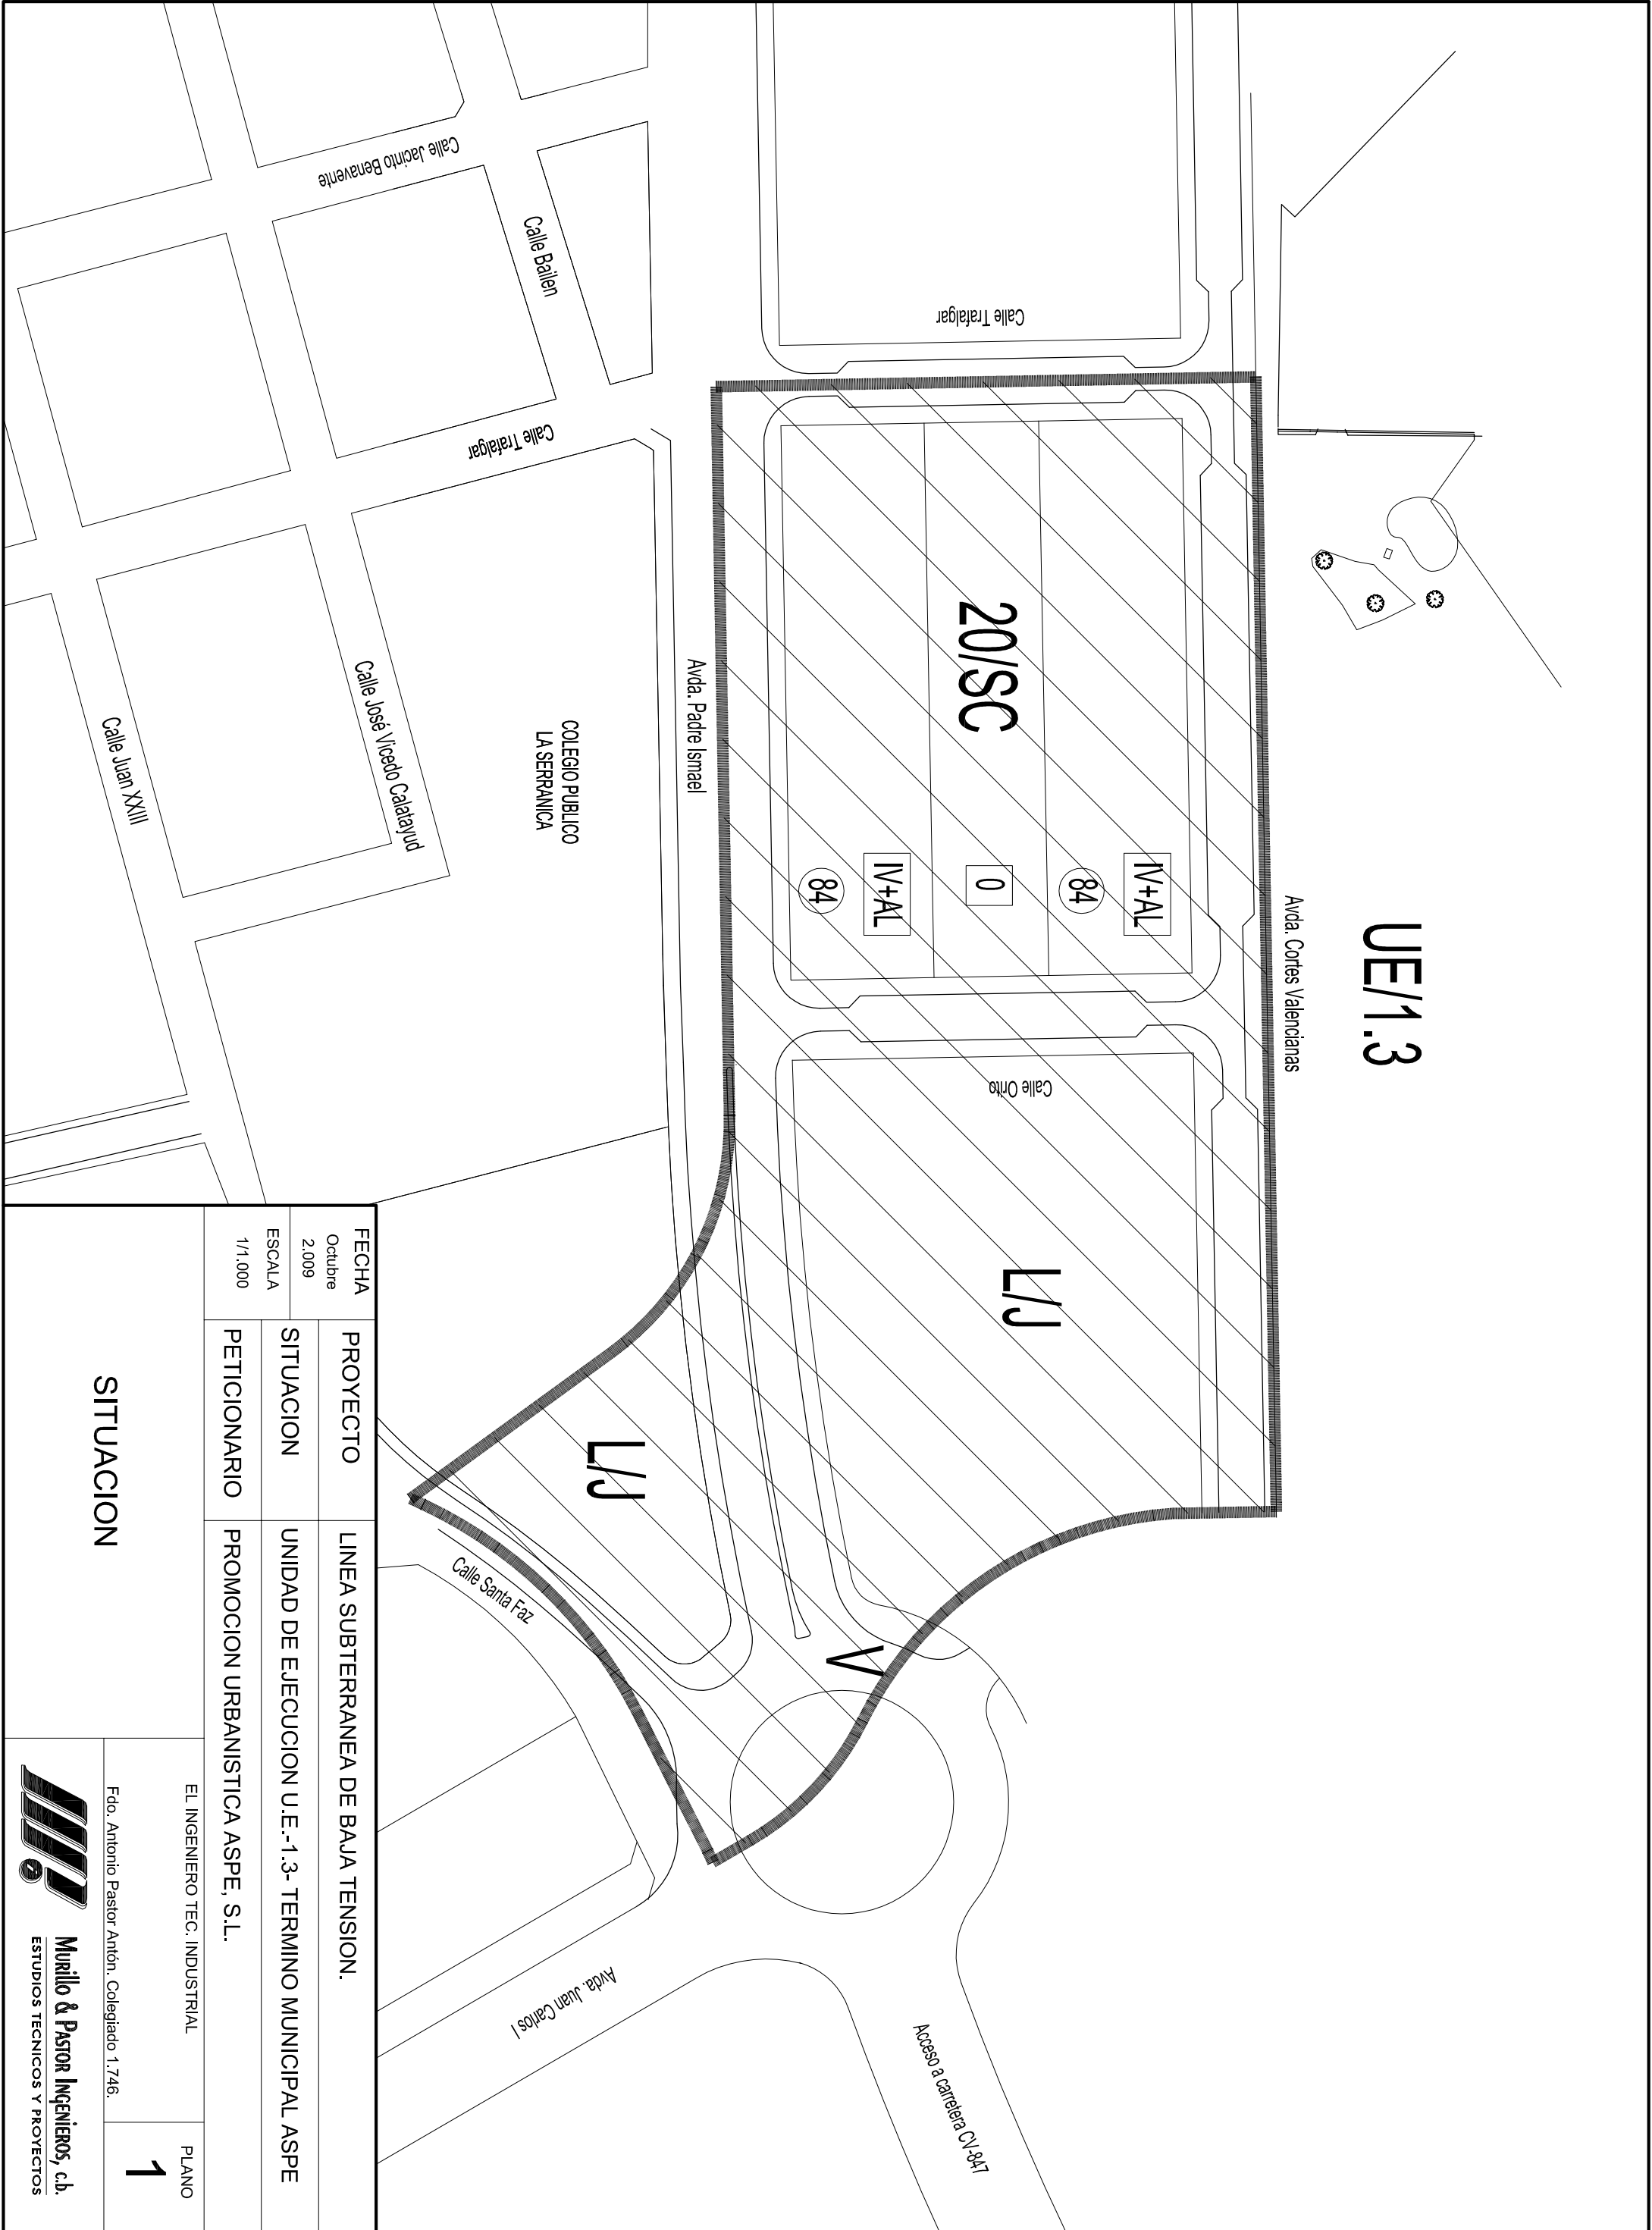 UE/1.3
Avda. Cortes Valencianas
Calle Trafalgar
20/SC
IV+AL
84
0
IV+AL
84
Calle Orito
L/J
Avda. Padre Ismael
L/J
V
COLEGIO PUBLICO
LA SERRANICA
Calle Jacinto Benavente
Calle Bailen
Calle Trafalgar
Calle José Vicedo Calatayud
Calle Juan XXIII
Calle Santa Faz
Avda. Juan Carlos I
Acceso a carretera CV-847
FECHA
Octubre
2.009
ESCALA
1/1.000
PROYECTO
LINEA SUBTERRANEA DE BAJA TENSION.
SITUACION
UNIDAD DE EJECUCION U.E.-1.3- TERMINO MUNICIPAL ASPE
PETICIONARIO
PROMOCION URBANISTICA ASPE, S.L.
SITUACION
EL INGENIERO TEC. INDUSTRIAL
Fdo. Antonio Pastor Antón. Colegiado 1.746.
PLANO
1
Murillo & Pastor Ingenieros, c.b.
ESTUDIOS TECNICOS Y PROYECTOS